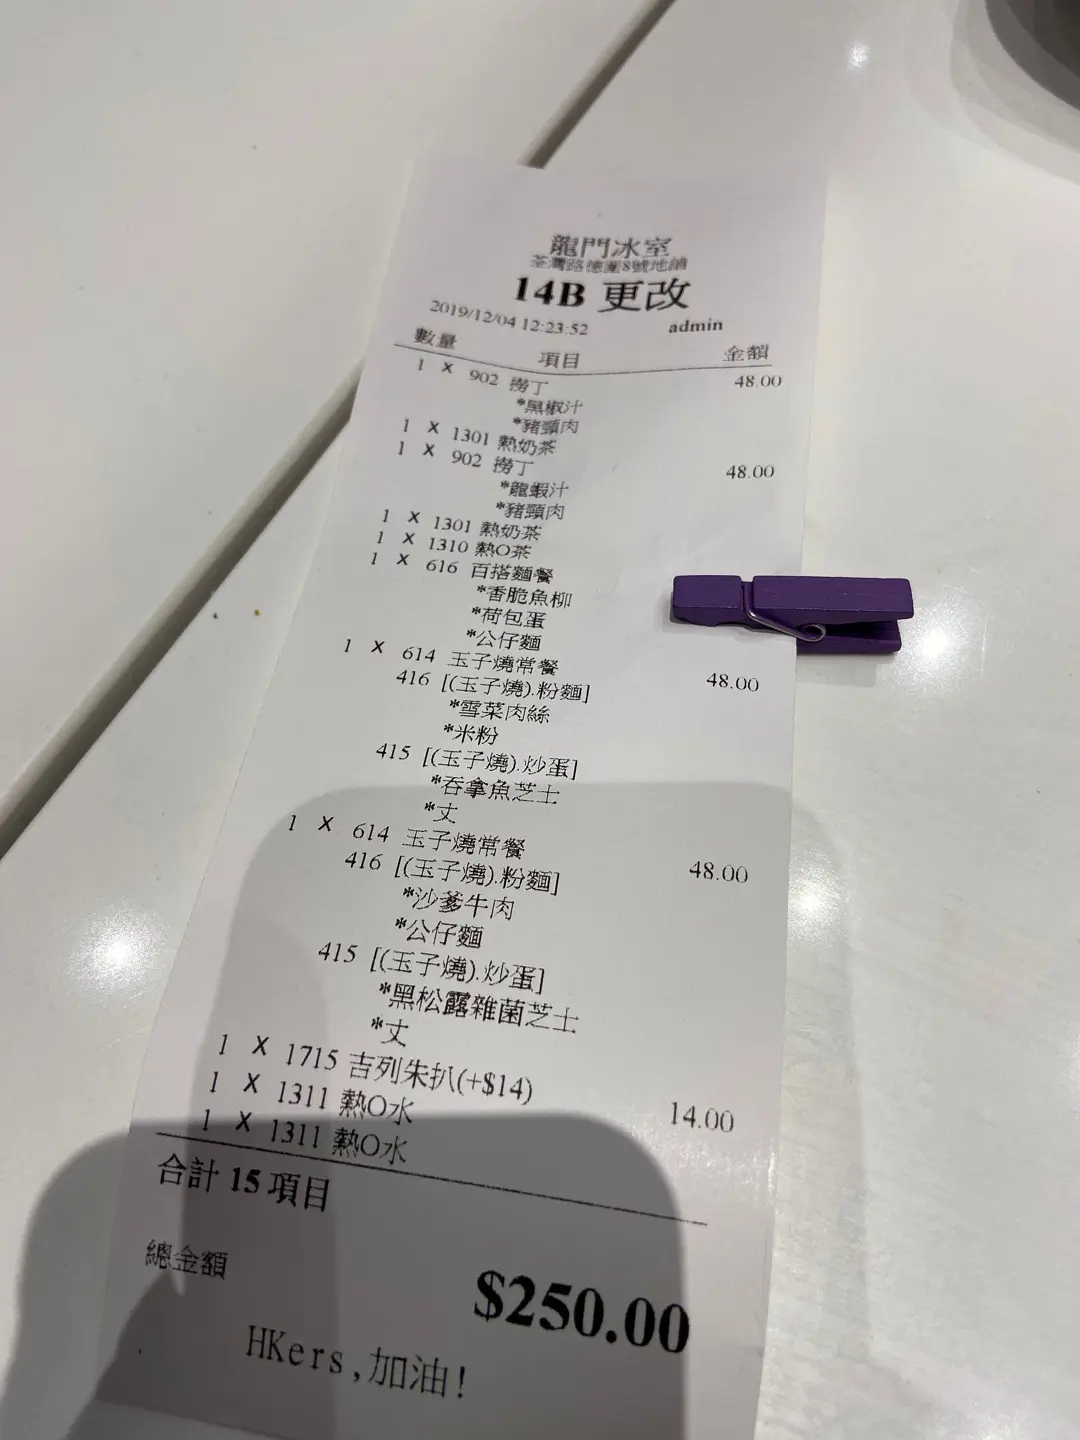 龍門冰室
荃灣路德圍8號地舖
14B 更改
2019/12/04 12:23:52 admin
數量 項目 金額
1 X 902 撈丁 48.00
*黑椒汁
*豬頸肉
1 X 1301 熱奶茶
1 X 902 撈丁 48.00
*龍蝦汁
*豬頸肉
1 X 1301 熱奶茶
1 X 1310 熱O茶
1 X 616 百搭麵餐
*香脆魚柳
*荷包蛋
*公仔麵
1 X 614 玉子燒常餐 48.00
416 [(玉子燒).粉麵]
*雪菜肉絲
*米粉
415 [(玉子燒).炒蛋]
*吞拿魚芝士
*丈
1 X 614 玉子燒常餐 48.00
416 [(玉子燒).粉麵]
*沙爹牛肉
*公仔麵
415 [(玉子燒).炒蛋]
*黑松露雜菌芝士
*丈
1 X 1715 吉列朱扒(+$14) 14.00
1 X 1311 熱O水
1 X 1311 熱O水
合計 15 項目
總金額 $250.00
HKers,加油!